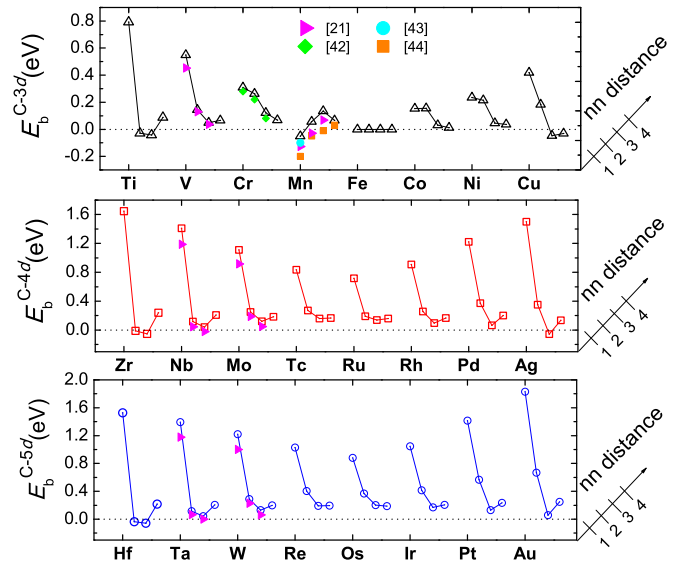 E_b^C-3d(eV)
0.8
0.4
0.0
-0.2
[21] [43]
[42] [44]
nn distance
1 2 3 4
Ti V Cr Mn Fe Co Ni Cu
E_b^C-4d(eV)
1.6
1.2
0.8
0.4
0.0
nn distance
1 2 3 4
Zr Nb Mo Tc Ru Rh Pd Ag
E_b^C-5d(eV)
2.0
1.6
1.2
0.8
0.4
0.0
nn distance
1 2 3 4
Hf Ta W Re Os Ir Pt Au